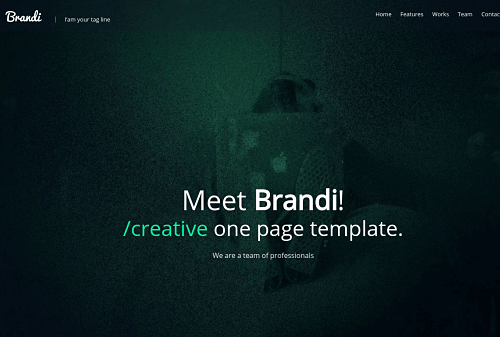 Brandi
I'am your tag line
Home Features Works Team Contac
Meet Brandi!
/creative one page template.
We are a team of professionals